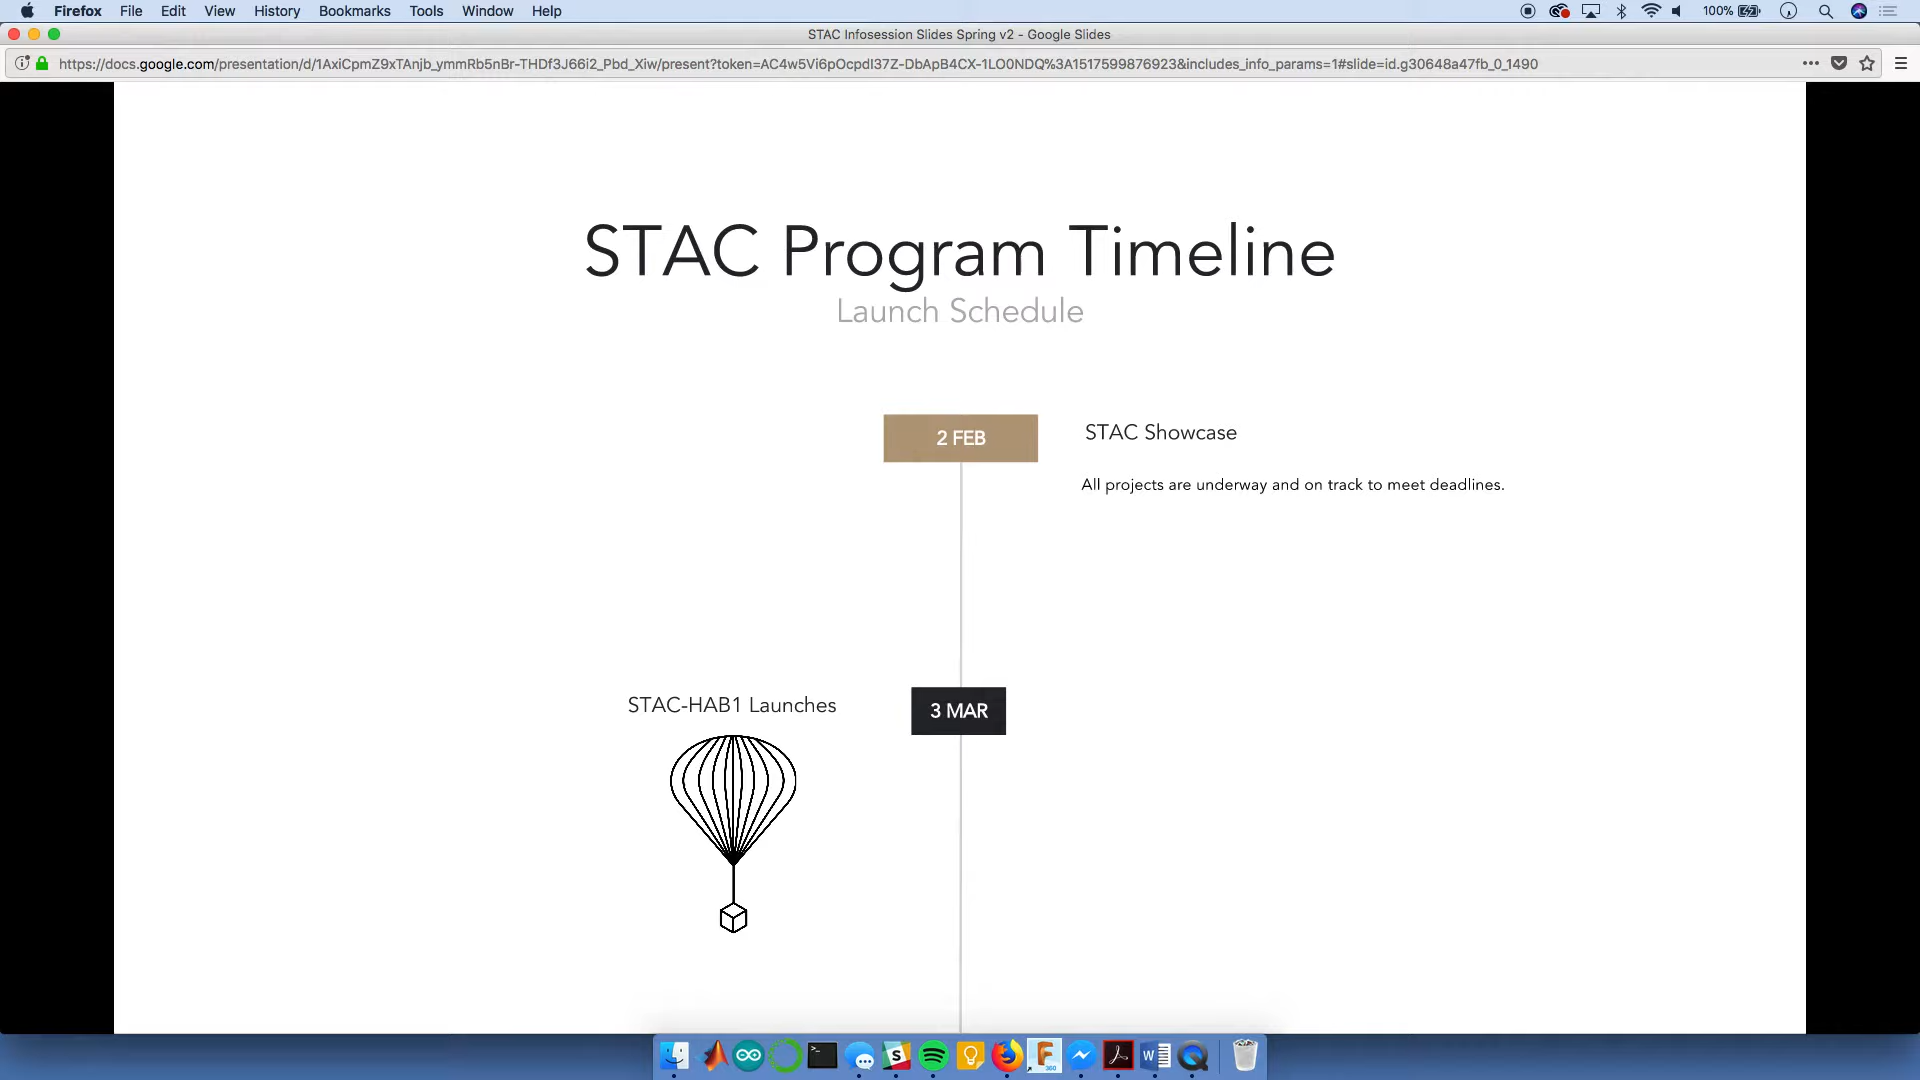 Firefox File Edit View History Bookmarks Tools Window Help 100%
STAC Infosession Slides Spring v2 - Google Slides
https://docs.google.com/presentation/d/1AxiCpmZ9xTAnjb_ymmRb5nBr-THDf3J66i2_Pbd_Xiw/present?token=AC4w5Vi6pOcpdI37Z-DbApB4CX-1LO0NDQ%3A1517599876923&includes_info_params=1#slide=id.g30648a47fb_0_1490
STAC Program Timeline
Launch Schedule
2 FEB
STAC Showcase
All projects are underway and on track to meet deadlines.
STAC-HAB1 Launches
3 MAR